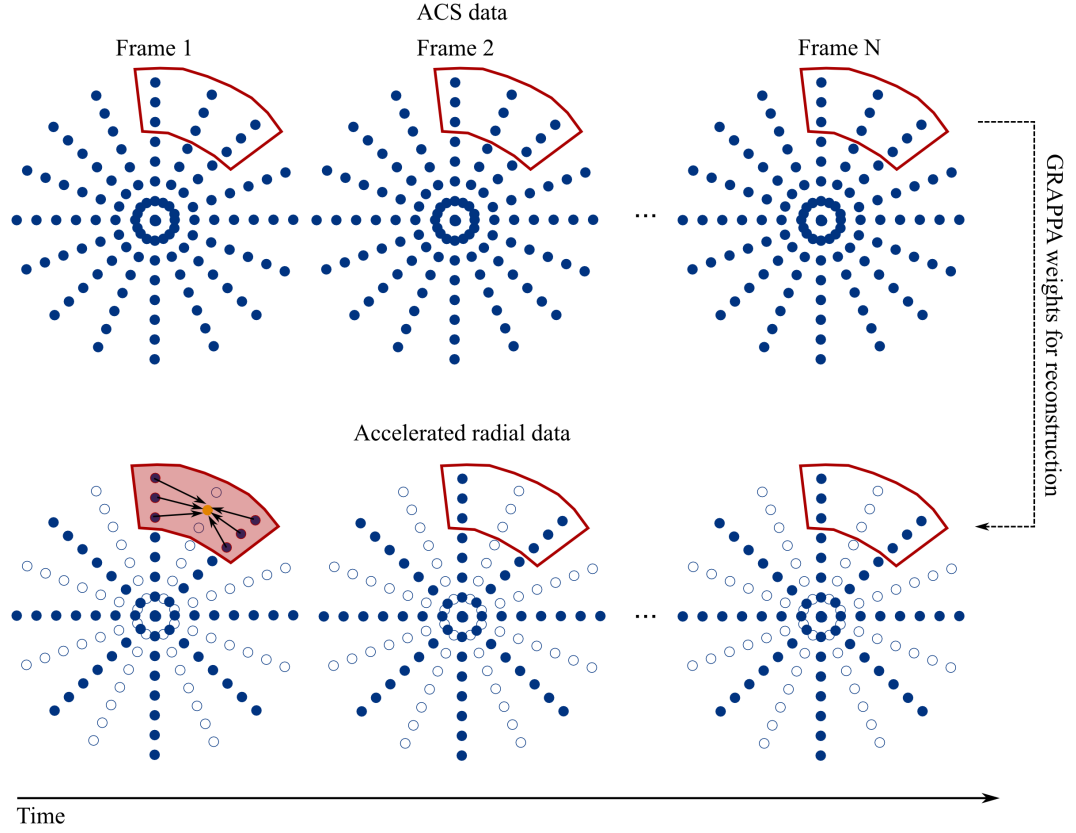 ACS data
Frame 1
Frame 2
Frame N
...
GRAPPA weights for reconstruction
Accelerated radial data
...
Time